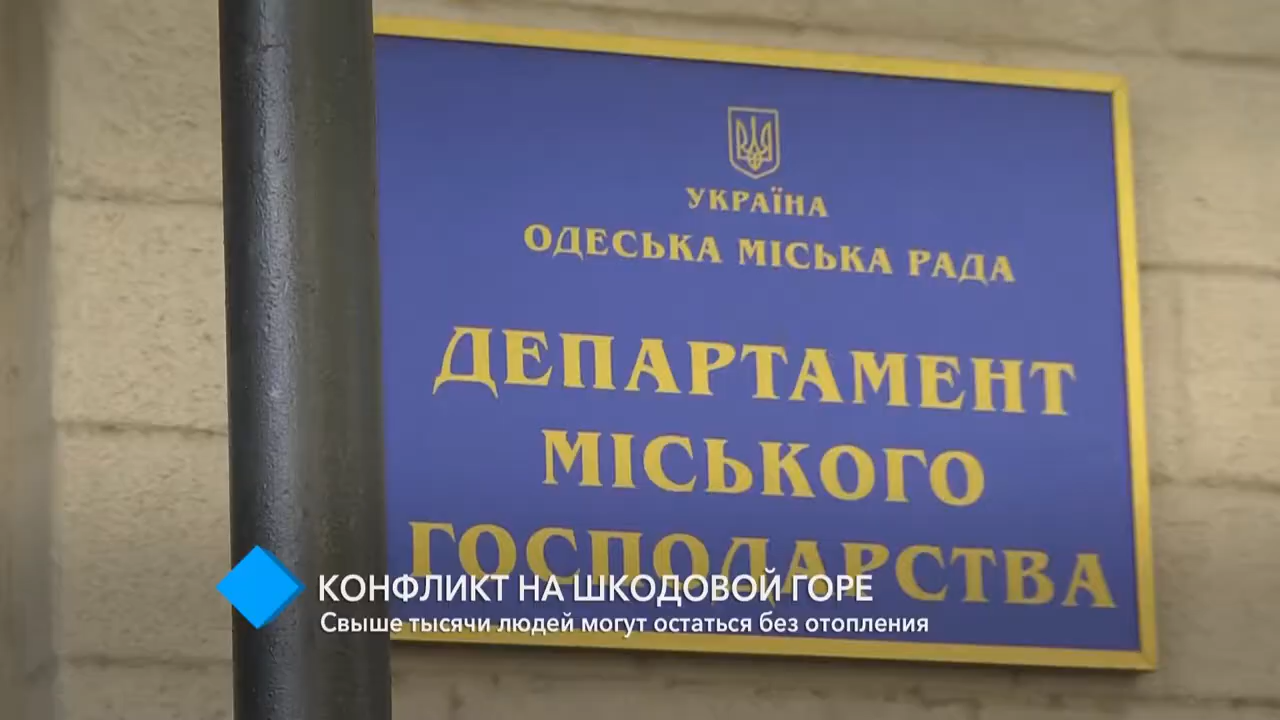 УКРАЇНА
ОДЕСЬКА МІСЬКА РАДА
ДЕПАРТАМЕНТ
МІСЬКОГО
ГОСПОДАРСТВА
КОНФЛИКТ НА ШКОДОВОЙ ГОРЕ
Свыше тысячи людей могут остаться без отопления